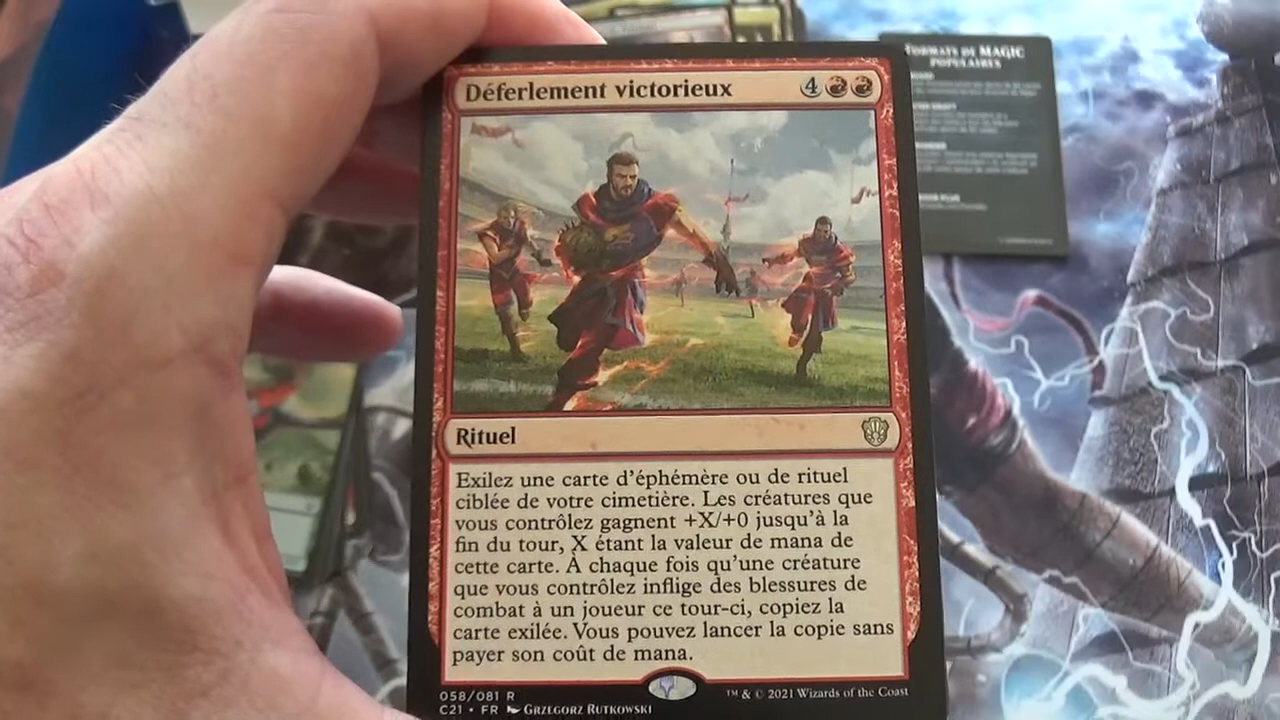 Déferlement victorieux 4
FORMATS DE MAGIC
POPULAIRES
Rituel
Exilez une carte d'éphémère ou de rituel
ciblée de votre cimetière. Les créatures que
vous contrôlez gagnent +X/+0 jusqu'à la
fin du tour, X étant la valeur de mana de
cette carte. À chaque fois qu'une créature
que vous contrôlez inflige des blessures de
combat à un joueur ce tour-ci, copiez la
carte exilée. Vous pouvez lancer la copie sans
payer son coût de mana.
058/081 R
™ & © 2021 Wizards of the Coast
C21 • FR GRZEGORZ RUTKOWSKI